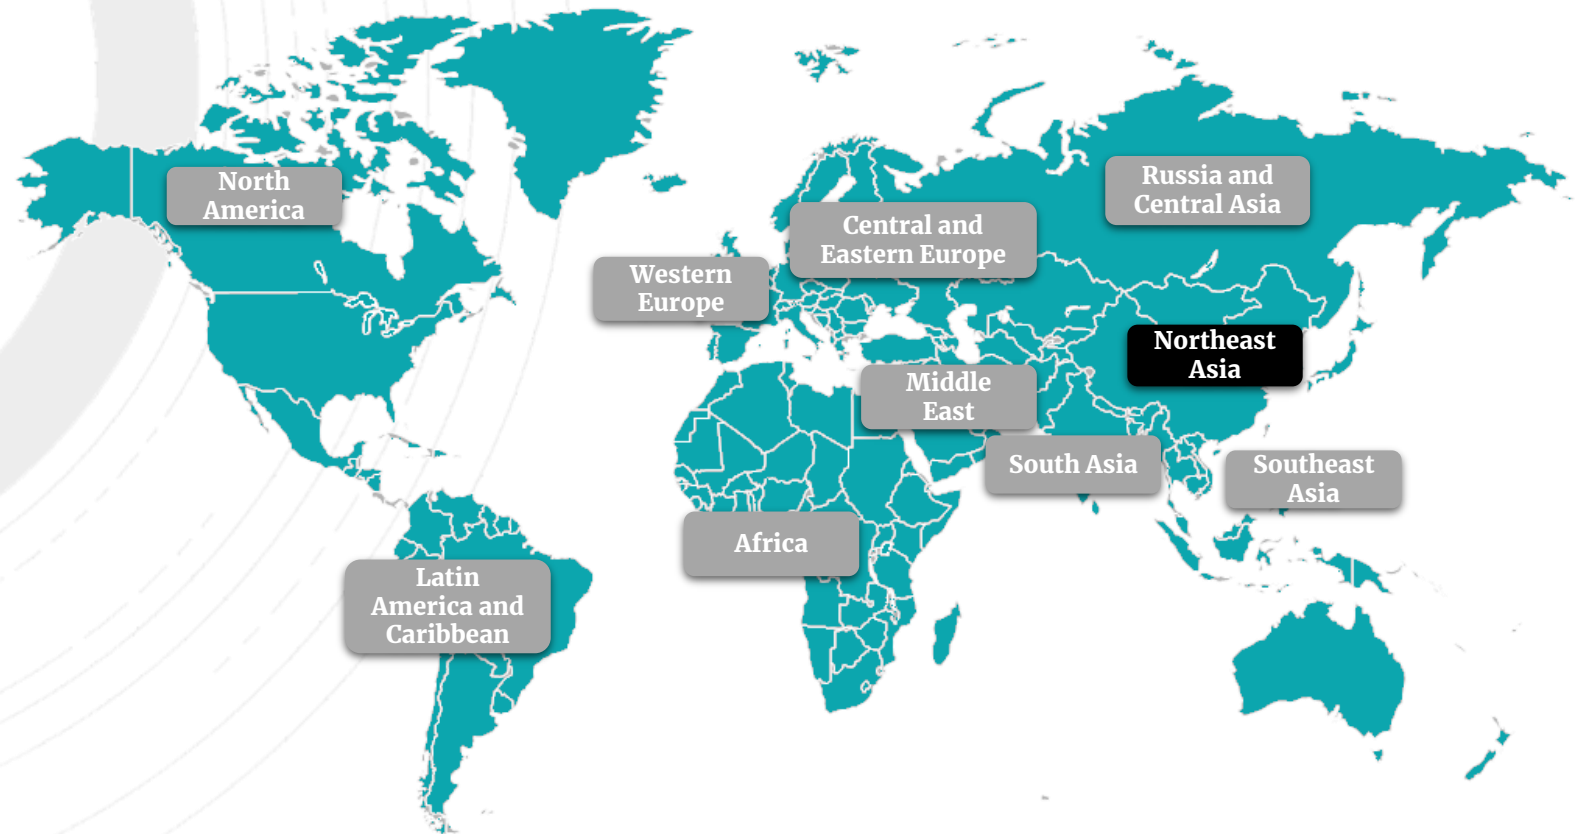 North
America
Russia and
Central Asia
Central and
Eastern Europe
Western
Europe
Northeast
Asia
Middle
East
South Asia
Southeast
Asia
Africa
Latin
America and
Caribbean